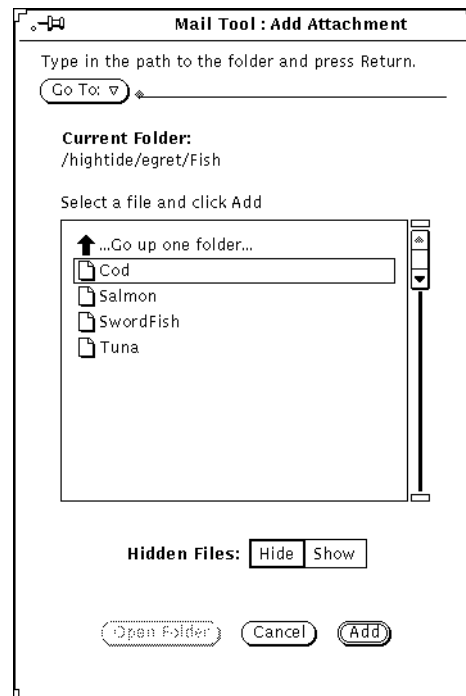 Mail Tool : Add Attachment
Type in the path to the folder and press Return.
Go To:
Current Folder:
/hightide/egret/Fish
Select a file and click Add
...Go up one folder...
Cod
Salmon
SwordFish
Tuna
Hidden Files: Hide Show
Open Folder Cancel Add